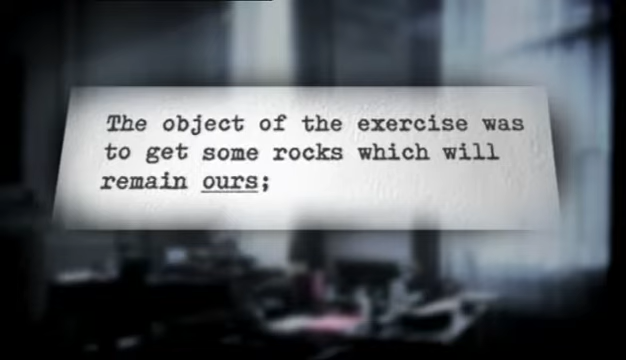 The object of the exercise was
to get some rocks which will
remain ours;